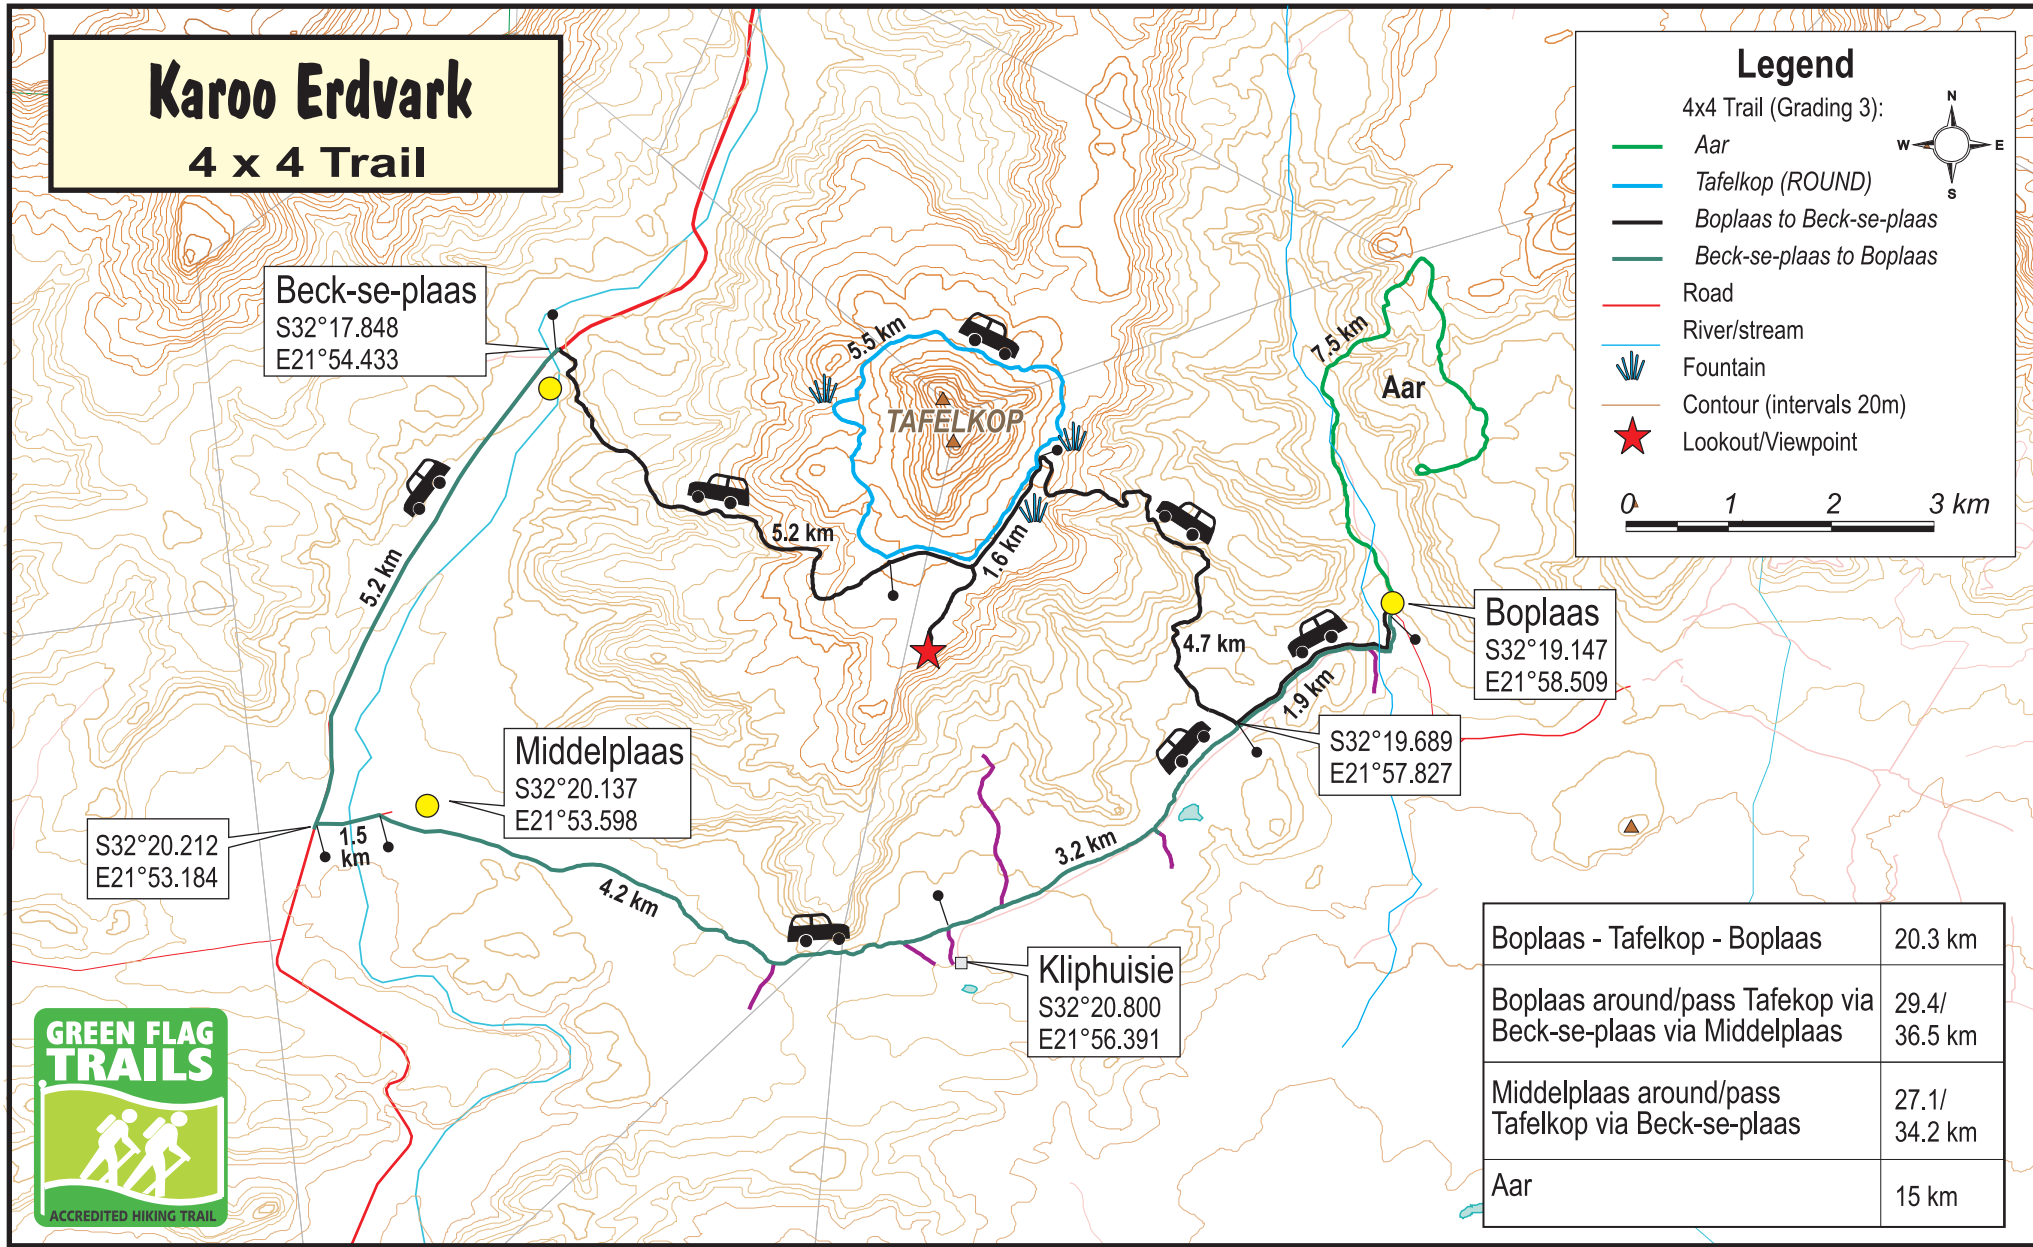 Karoo Erdvark
4 x 4 Trail
Legend
4x4 Trail (Grading 3):
Aar
Tafelkop (ROUND)
Boplaas to Beck-se-plaas
Beck-se-plaas to Boplaas
Road
River/stream
Fountain
Contour (intervals 20m)
Lookout/Viewpoint
N
W
E
S
0 1 2 3 km
Beck-se-plaas
S32°17.848
E21°54.433
5.5 km
TAFELKOP
7.5 km
Aar
5.2 km
5.2 km
1.6 km
4.7 km
1.9 km
Boplaas
S32°19.147
E21°58.509
S32°19.689
E21°57.827
Middelplaas
S32°20.137
E21°53.598
S32°20.212
E21°53.184
1.5
km
4.2 km
3.2 km
Kliphuisie
S32°20.800
E21°56.391
Boplaas - Tafelkop - Boplaas 20.3 km
Boplaas around/pass Tafekop via 29.4/
Beck-se-plaas via Middelplaas 36.5 km
Middelplaas around/pass 27.1/
Tafelkop via Beck-se-plaas 34.2 km
Aar 15 km
GREEN FLAG
TRAILS
ACCREDITED HIKING TRAIL